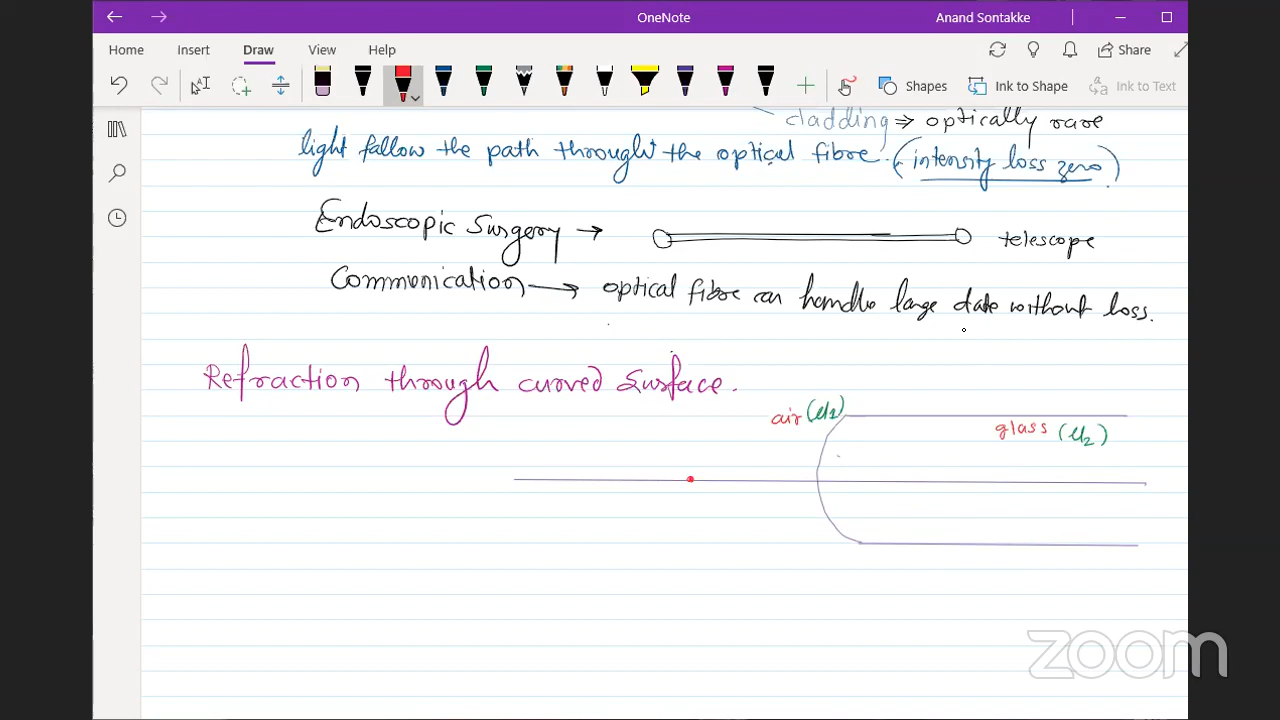 OneNote
Anand Sontakke
Home Insert Draw View Help
Share
Shapes
Ink to Shape
Ink to Text
cladding ⇒ optically rare
light follow the path throught the optical fibre. (intensity loss zero)
Endoscopic Surgery → telescope
Communication → optical fibre can handle large data without loss.
Refraction through curved surface.
air (μ1)
glass (μ2)
zoom